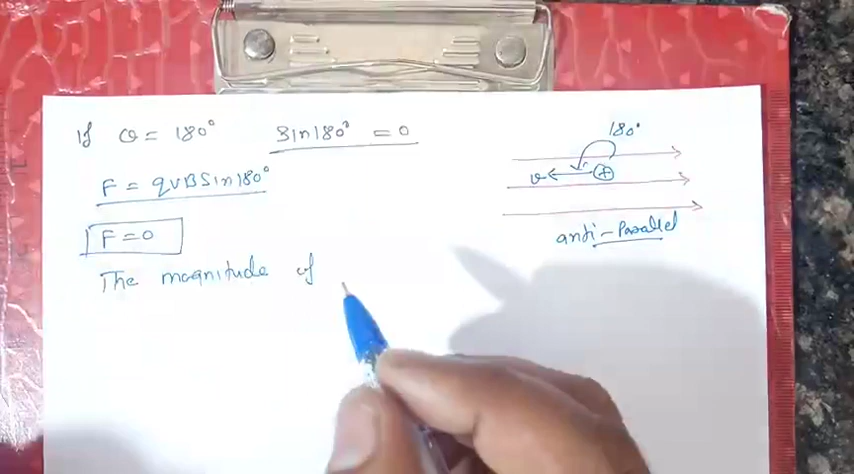 If θ = 180° Sin180° = 0
F = qvBSin180°
F = 0
The magnitude of
180°
v
+
anti-Parallel